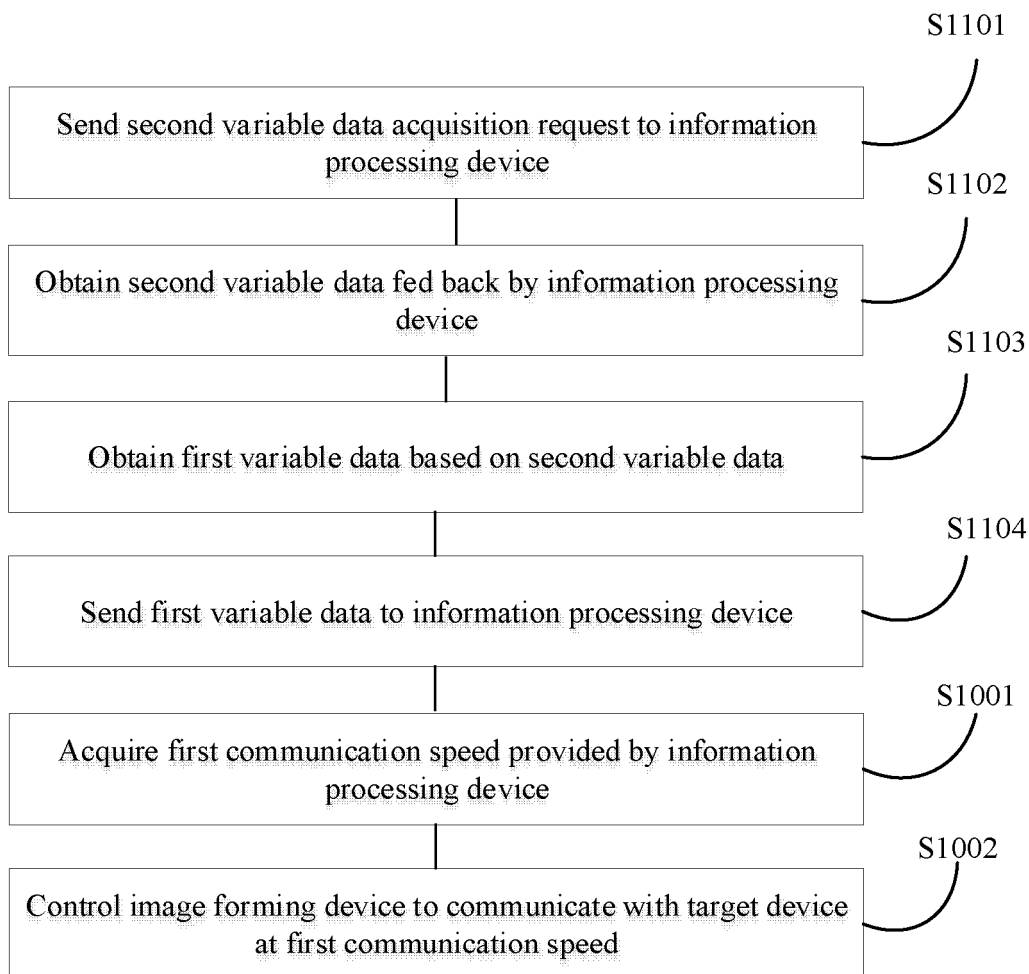 S1101
Send second variable data acquisition request to information
processing device
S1102
Obtain second variable data fed back by information processing
device
S1103
Obtain first variable data based on second variable data
S1104
Send first variable data to information processing device
S1001
Acquire first communication speed provided by information
processing device
S1002
Control image forming device to communicate with target device
at first communication speed